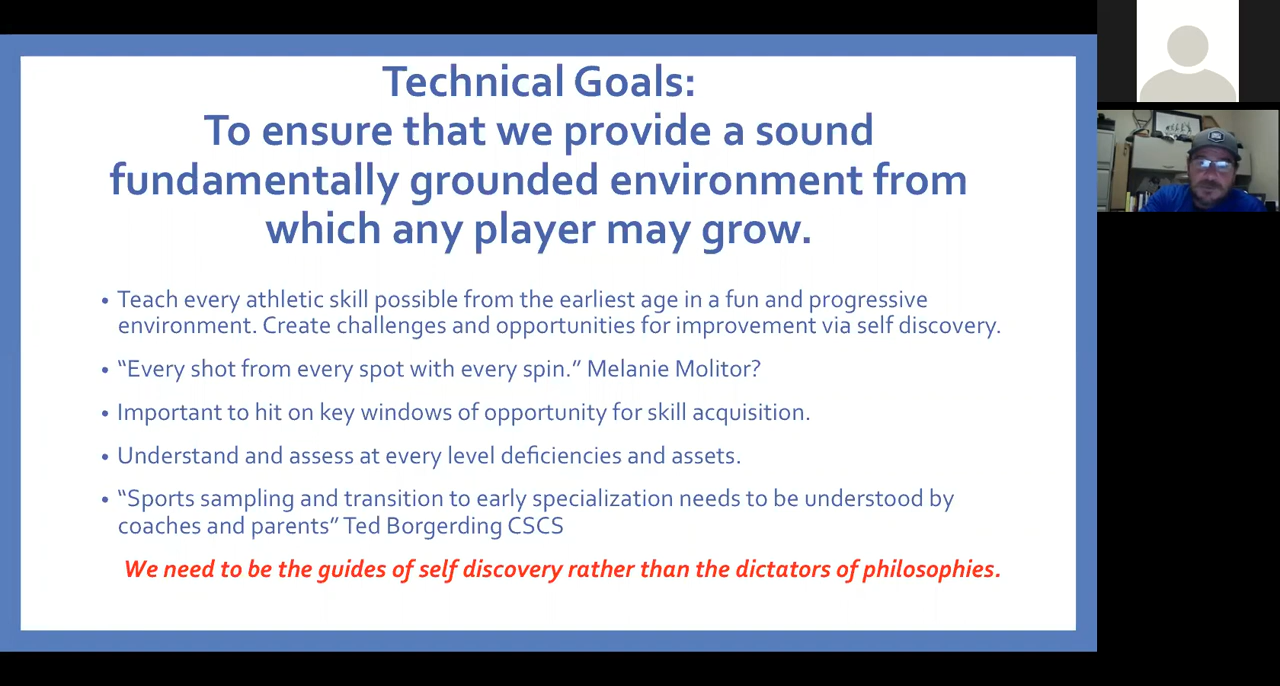 Technical Goals:
To ensure that we provide a sound
fundamentally grounded environment from
which any player may grow.
• Teach every athletic skill possible from the earliest age in a fun and progressive
environment. Create challenges and opportunities for improvement via self discovery.
• “Every shot from every spot with every spin.” Melanie Molitor?
• Important to hit on key windows of opportunity for skill acquisition.
• Understand and assess at every level deficiencies and assets.
• “Sports sampling and transition to early specialization needs to be understood by
coaches and parents” Ted Borgerding CSCS
We need to be the guides of self discovery rather than the dictators of philosophies.